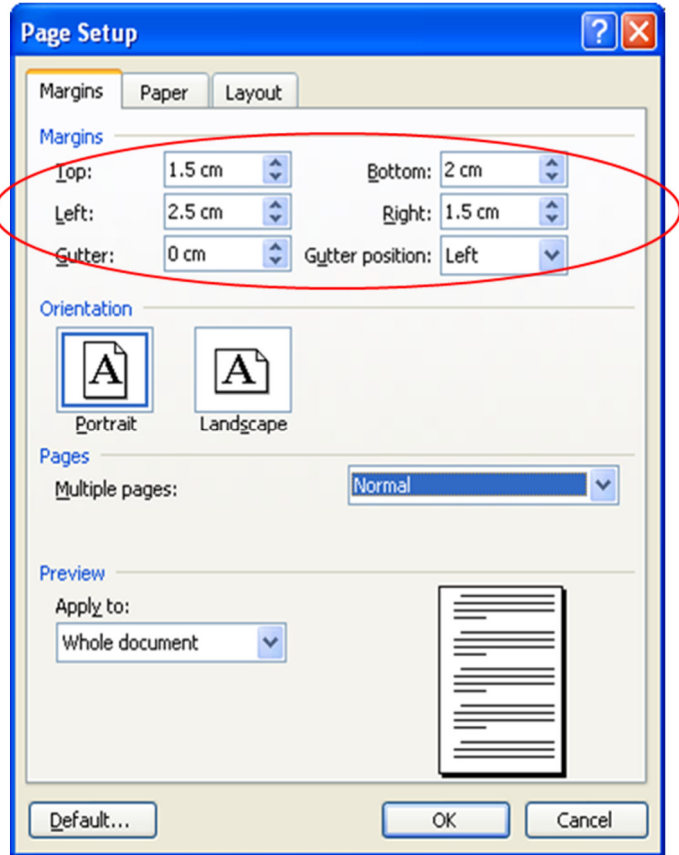 Page Setup
Margins Paper Layout
Margins
Top: 1.5 cm Bottom: 2 cm
Left: 2.5 cm Right: 1.5 cm
Gutter: 0 cm Gutter position: Left
Orientation
A A
Portrait Landscape
Pages
Multiple pages: Normal
Preview
Apply to:
Whole document
Default... OK Cancel